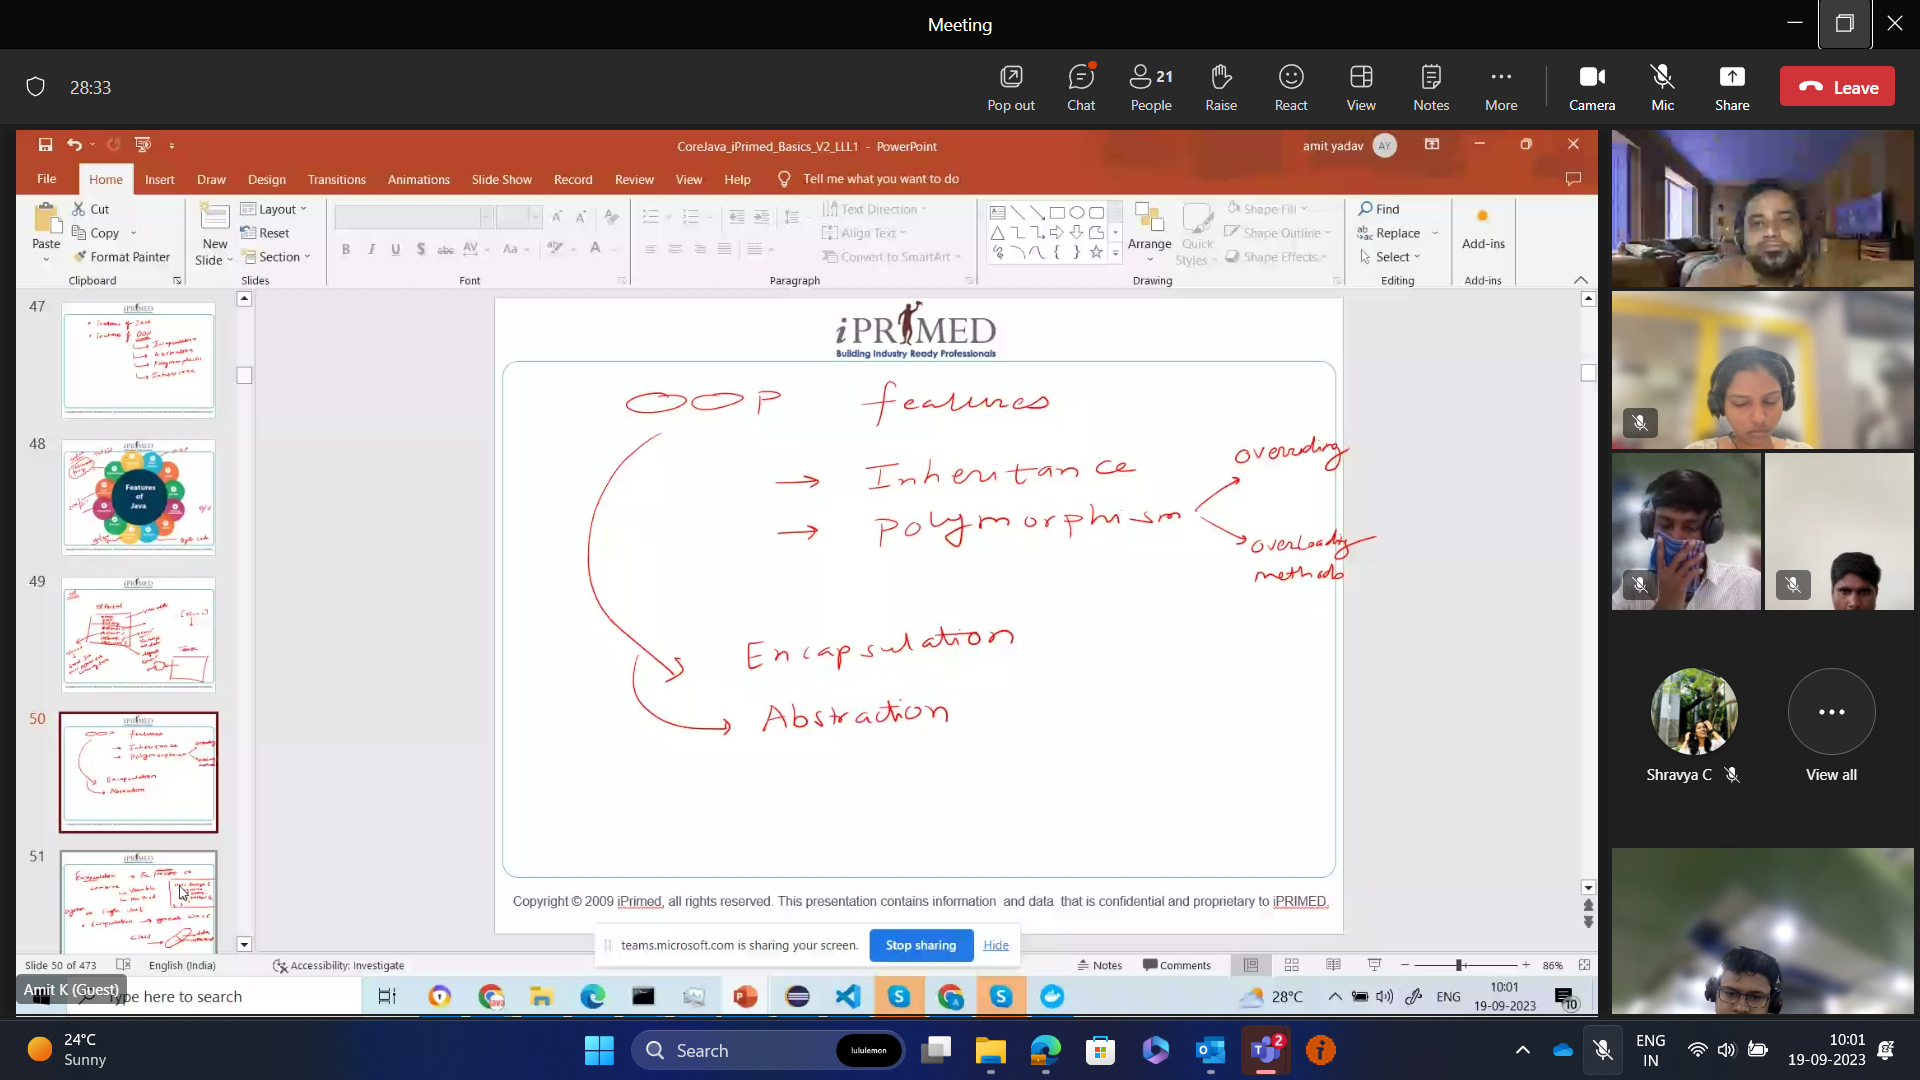 Meeting
28:33
Pop out
Chat
21
People
Raise
React
View
Notes
More
Camera
Mic
Share
Leave
CoreJava_iPrimed_Basics_V2_LLL1 - PowerPoint
amit yadav AY
File Home Insert Draw Design Transitions Animations Slide Show Record Review View Help Tell me what you want to do
Paste
Cut
Copy
Format Painter
Clipboard
New Slide
Layout
Reset
Section
Slides
B I U S abc AV Aa A
Font
Text Direction
Align Text
Convert to SmartArt
Paragraph
Arrange
Quick Styles
Shape Fill
Shape Outline
Shape Effects
Drawing
Find
Replace
Select
Editing
Add-ins
Add-ins
47
48
Features of Java
49
50
51
iPRIMED
Building Industry Ready Professionals
OOP features
→ Inheritance
→ Polymorphism
overriding
overloading
methods
Encapsulation
Abstraction
Copyright © 2009 iPrimed, all rights reserved. This presentation contains information and data that is confidential and proprietary to iPRIMED.
teams.microsoft.com is sharing your screen. Stop sharing Hide
Slide 50 of 473 English (India) Accessibility: Investigate Notes Comments 86%
Amit K (Guest)
Type here to search
28°C ENG 10:01
19-09-2023
10
Shravya C
View all
24°C
Sunny
Search
lululemon
2
ENG
IN
10:01
19-09-2023